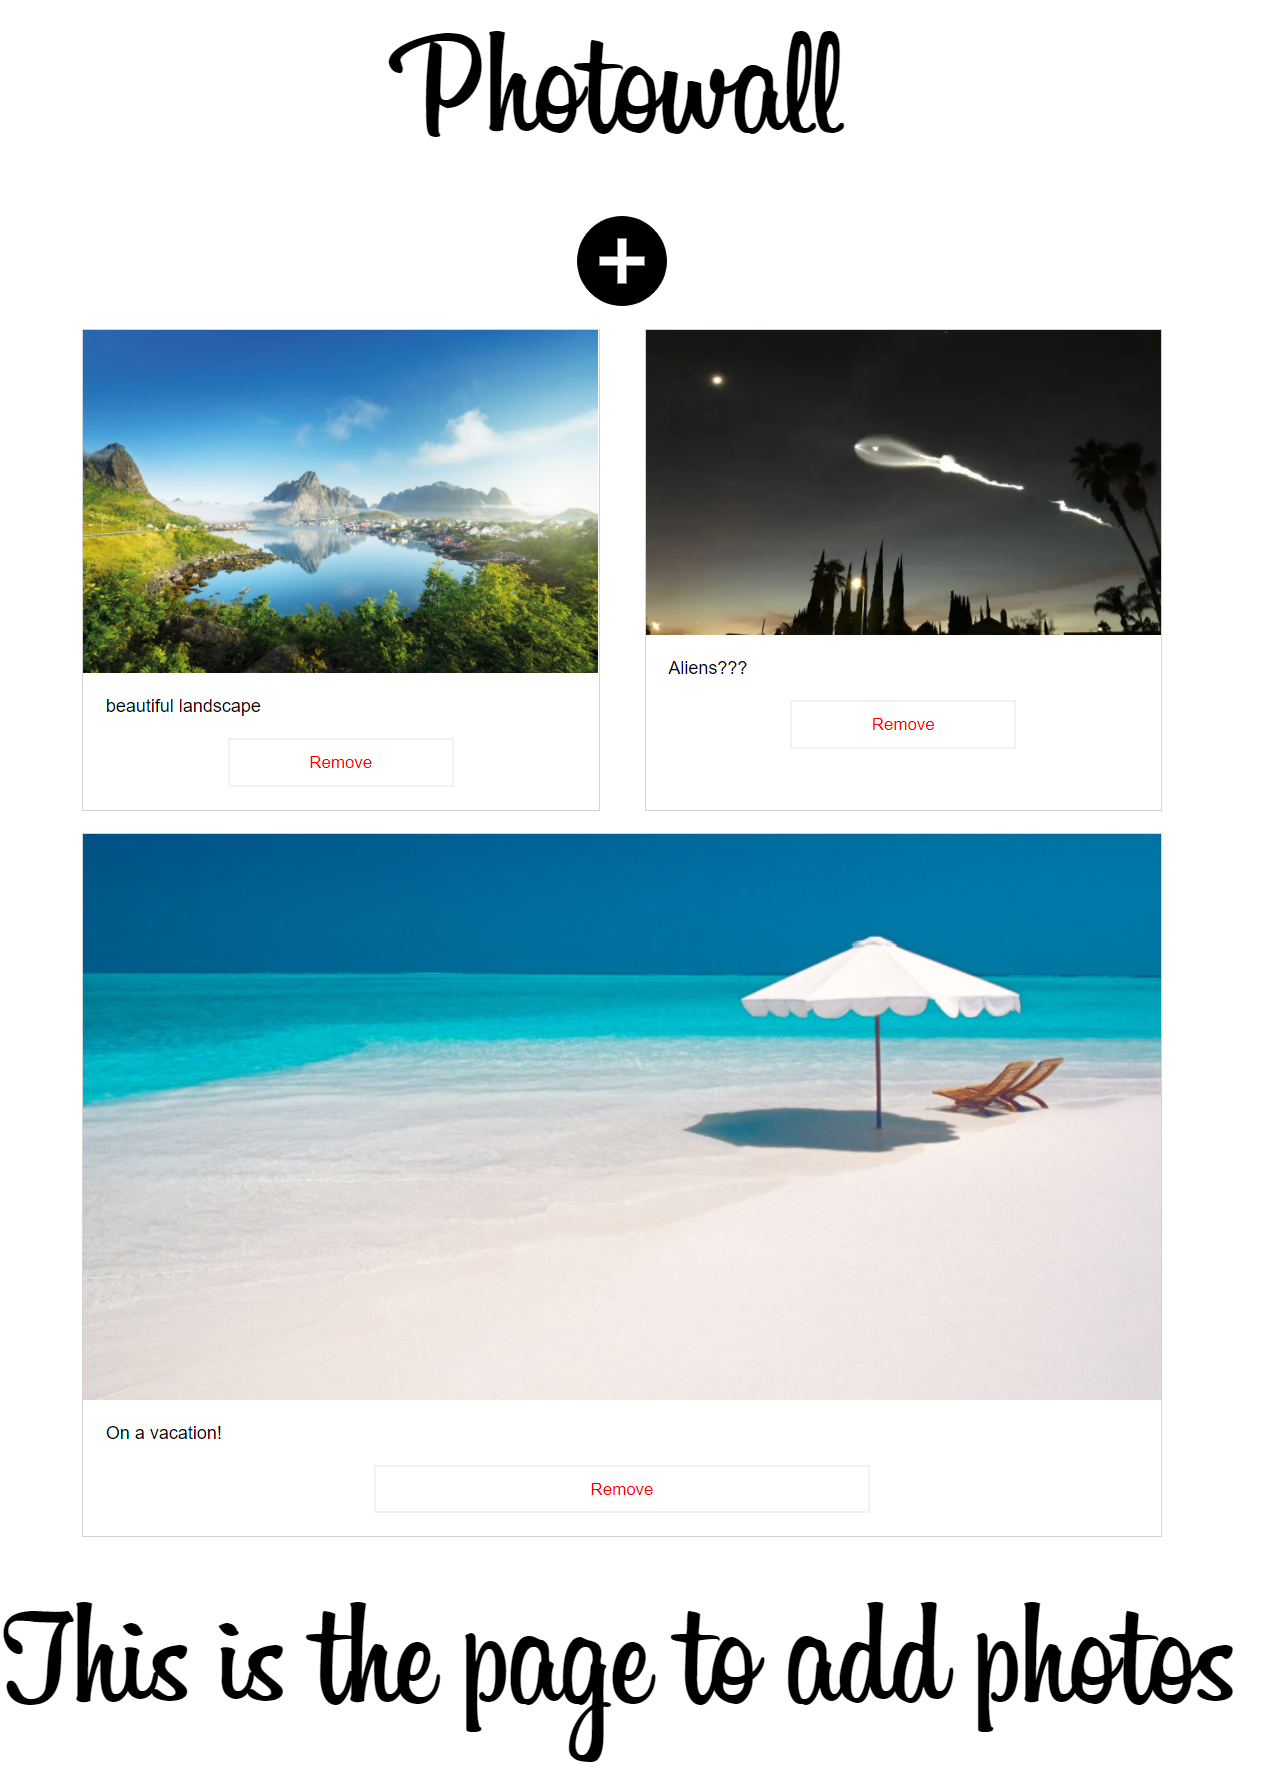 Photowall
beautiful landscape
Remove
Aliens???
Remove
On a vacation!
Remove
This is the page to add photos